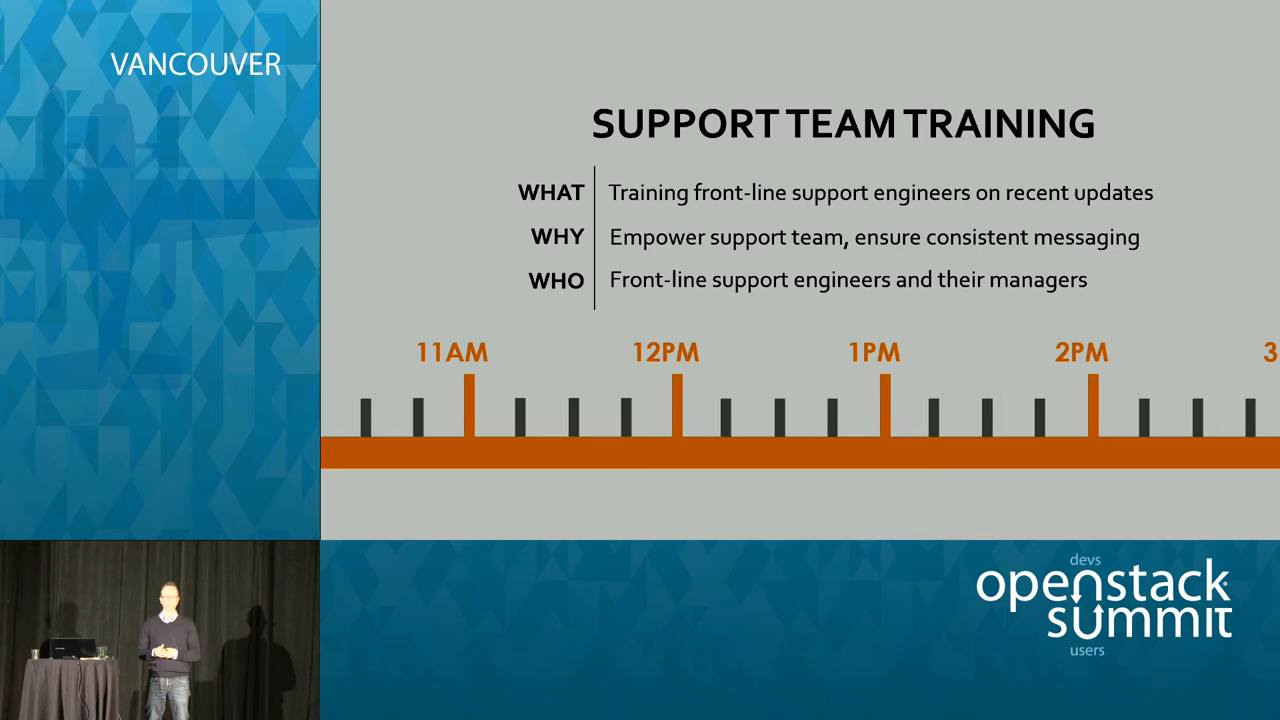 VANCOUVER
SUPPORT TEAM TRAINING
WHAT Training front-line support engineers on recent updates
WHY Empower support team, ensure consistent messaging
WHO Front-line support engineers and their managers
11AM 12PM 1PM 2PM 3
devs
openstack
summit
users